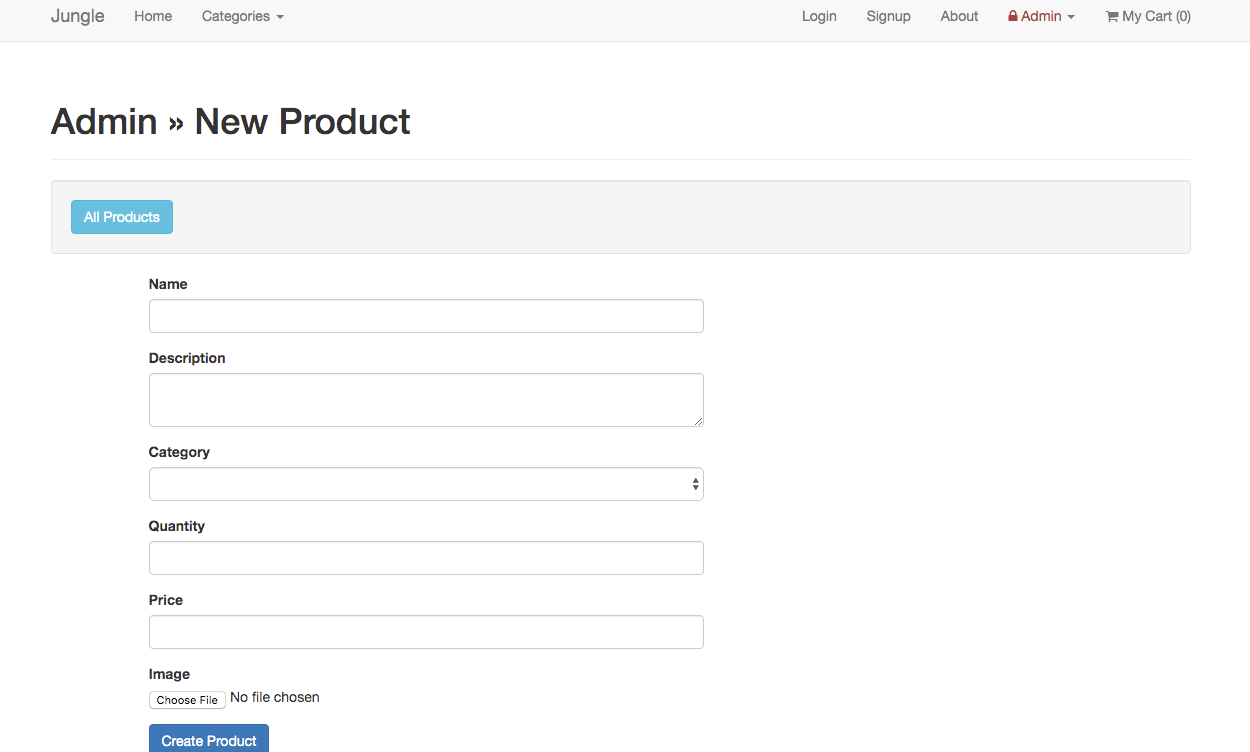 Jungle Home Categories Login Signup About Admin My Cart (0)
Admin » New Product
All Products
Name
Description
Category
Quantity
Price
Image
Choose File No file chosen
Create Product